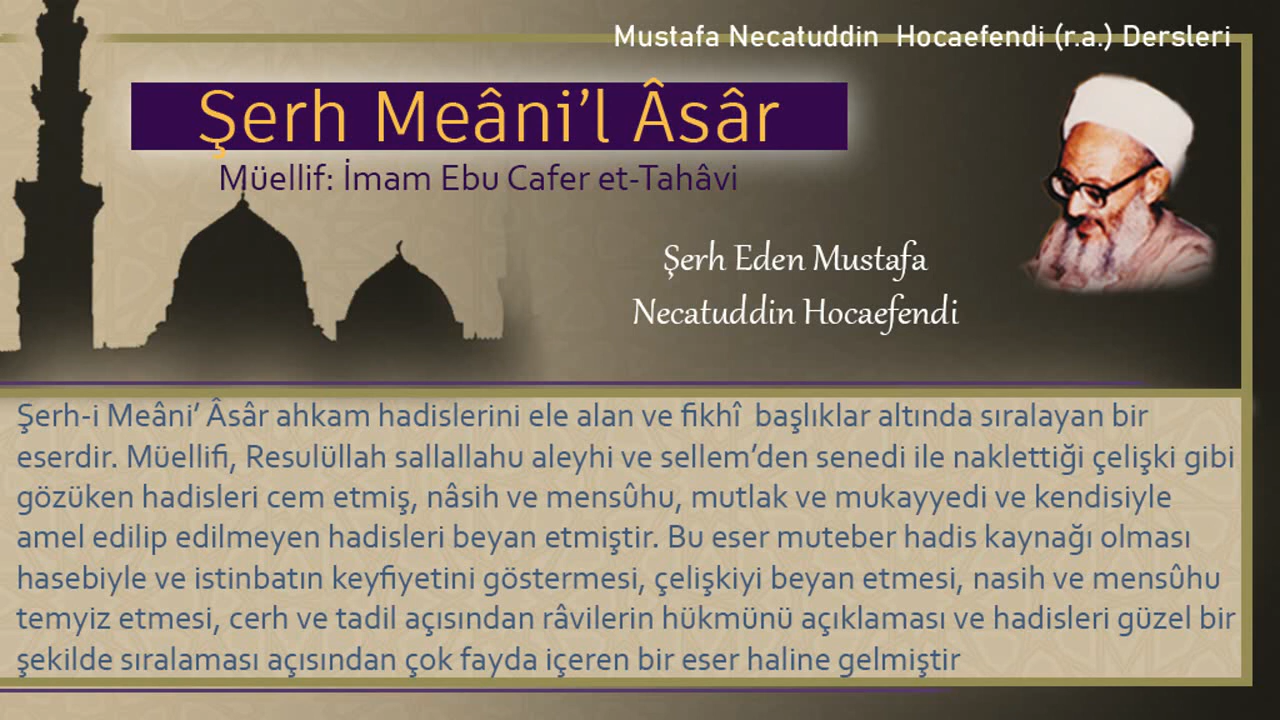 Mustafa Necatuddin Hocaefendi (r.a.) Dersleri
Şerh Meâni’l Âsâr
Müellif: İmam Ebu Cafer et-Tahâvi
Şerh Eden Mustafa
Necatuddin Hocaefendi
Şerh-i Meâni’ Âsâr ahkam hadislerini ele alan ve fikhî başlıklar altında sıralayan bir
eserdir. Müellifi, Resulüllah sallallahu aleyhi ve sellem’den senedi ile naklettiği çelişki gibi
gözüken hadisleri cem etmiş, nâsih ve mensûhu, mutlak ve mukayyedi ve kendisiyle
amel edilip edilmeyen hadisleri beyan etmiştir. Bu eser muteber hadis kaynağı olması
hasebiyle ve istinbatın keyfiyetini göstermesi, çelişkiyi beyan etmesi, nasih ve mensûhu
temyiz etmesi, cerh ve tadil açısından râvilerin hükmünü açıklaması ve hadisleri güzel bir
şekilde sıralaması açısından çok fayda içeren bir eser haline gelmiştir